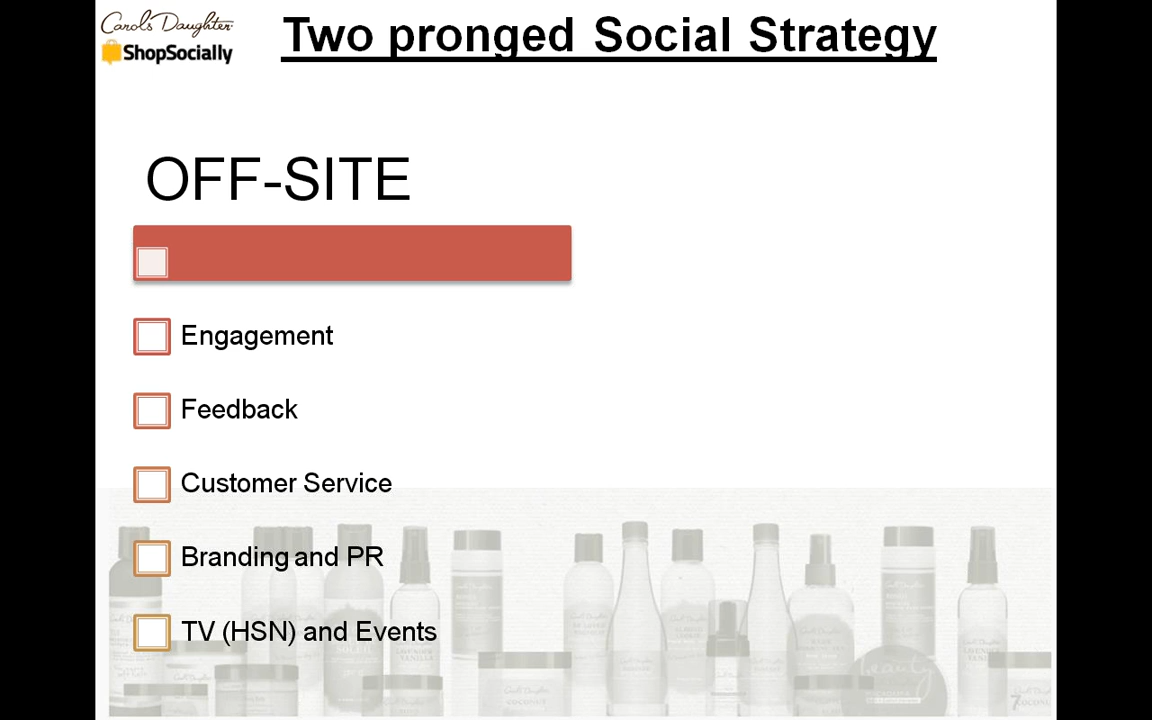 Carol's Daughter
ShopSocially
Two pronged Social Strategy
OFF-SITE
Engagement
Feedback
Customer Service
Branding and PR
TV (HSN) and Events
7